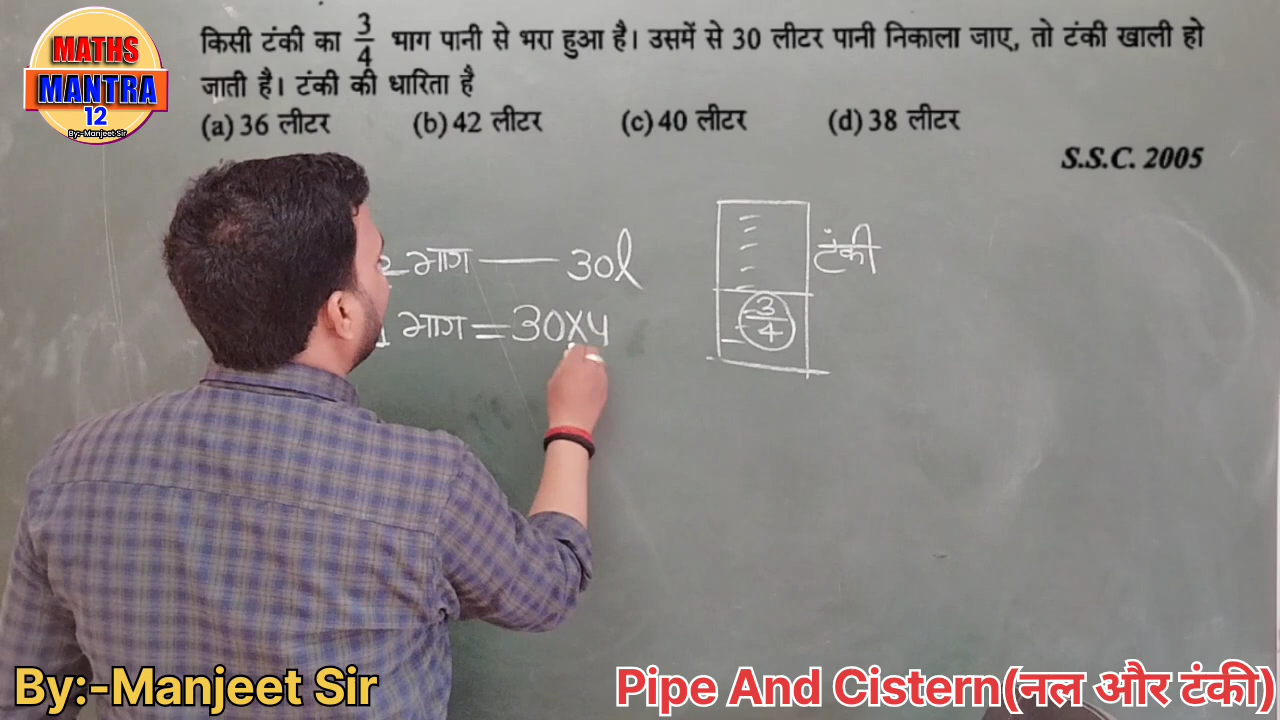 MATHS
MANTRA
12
By:-Manjeet Sir
किसी टंकी का 3/4 भाग पानी से भरा हुआ है। उसमें से 30 लीटर पानी निकाला जाए, तो टंकी खाली हो
जाती है। टंकी की धारिता है
(a) 36 लीटर (b) 42 लीटर (c) 40 लीटर (d) 38 लीटर
S.S.C. 2005
भाग — 30l
1 भाग = 30×4
टंकी
3/4
By:-Manjeet Sir
Pipe And Cistern(नल और टंकी)